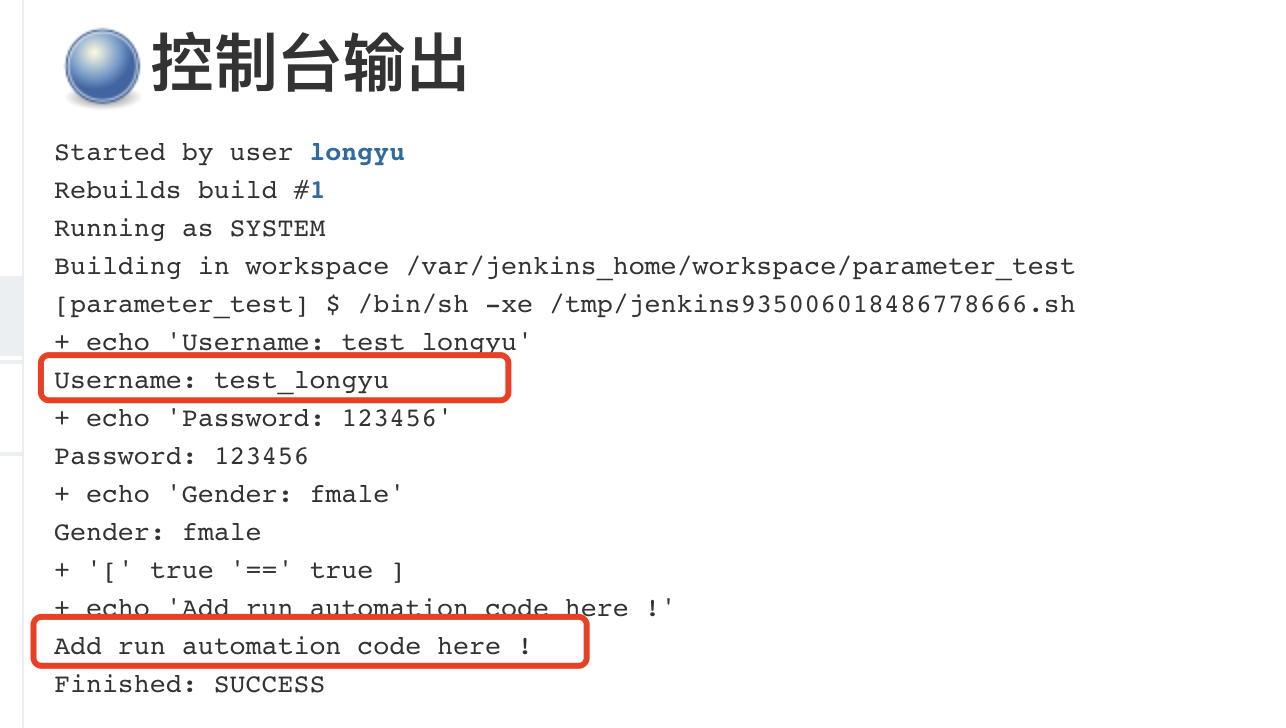 控制台输出
Started by user longyu
Rebuilds build #1
Running as SYSTEM
Building in workspace /var/jenkins_home/workspace/parameter_test
[parameter_test] $ /bin/sh -xe /tmp/jenkins935006018486778666.sh
+ echo 'Username: test_longyu'
Username: test_longyu
+ echo 'Password: 123456'
Password: 123456
+ echo 'Gender: fmale'
Gender: fmale
+ '[' true '==' true ]
+ echo 'Add run automation code here !'
Add run automation code here !
Finished: SUCCESS